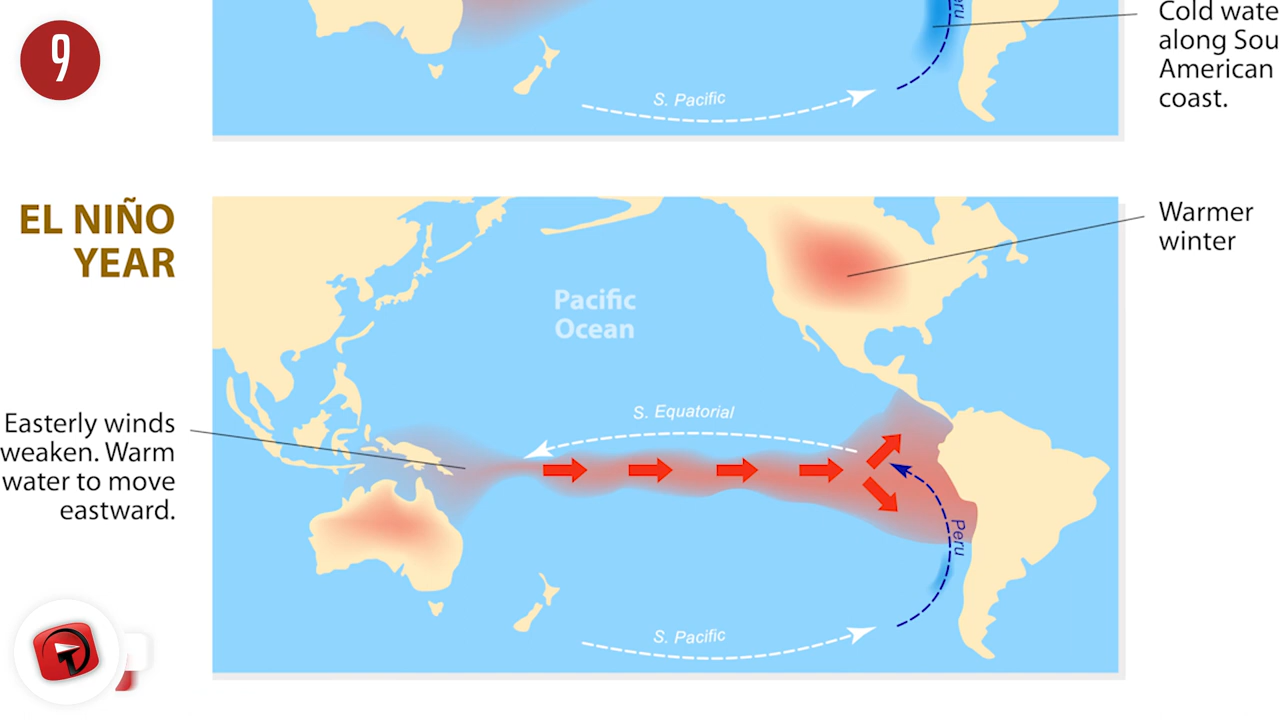 9
Cold wate
along Sou
American
coast.
S. Pacific
EL NIÑO
YEAR
Warmer
winter
Pacific
Ocean
S. Equatorial
Easterly winds
weaken. Warm
water to move
eastward.
Peru
S. Pacific